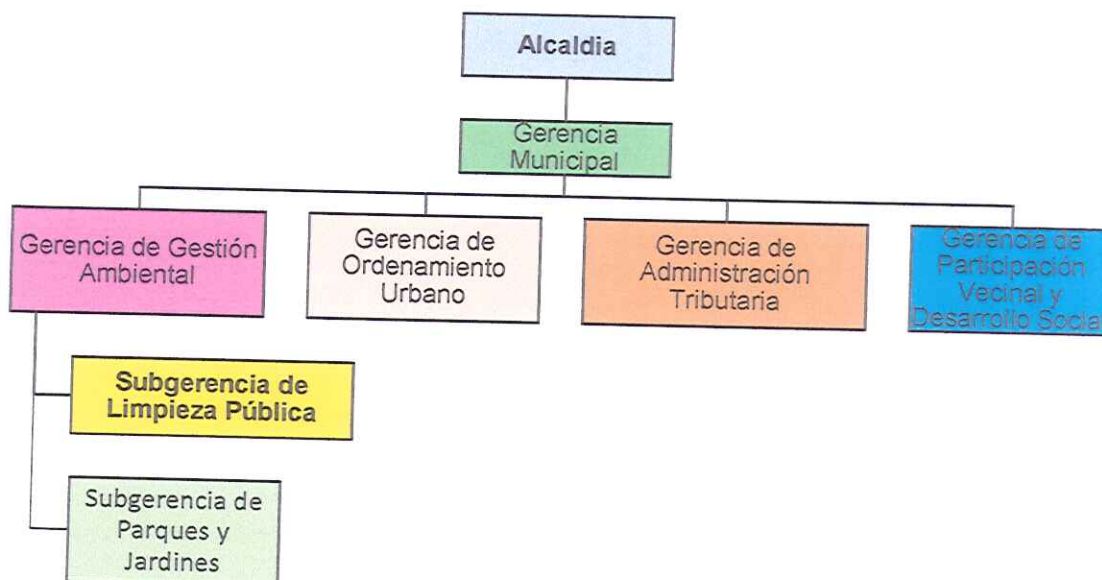 Alcaldia
Gerencia
Municipal
Gerencia de Gestión
Ambiental
Gerencia de
Ordenamiento
Urbano
Gerencia de
Administración
Tributaria
Gerencia de
Participación
Vecinal y
Desarrollo Social
Subgerencia de
Limpieza Pública
Subgerencia de
Parques y
Jardines